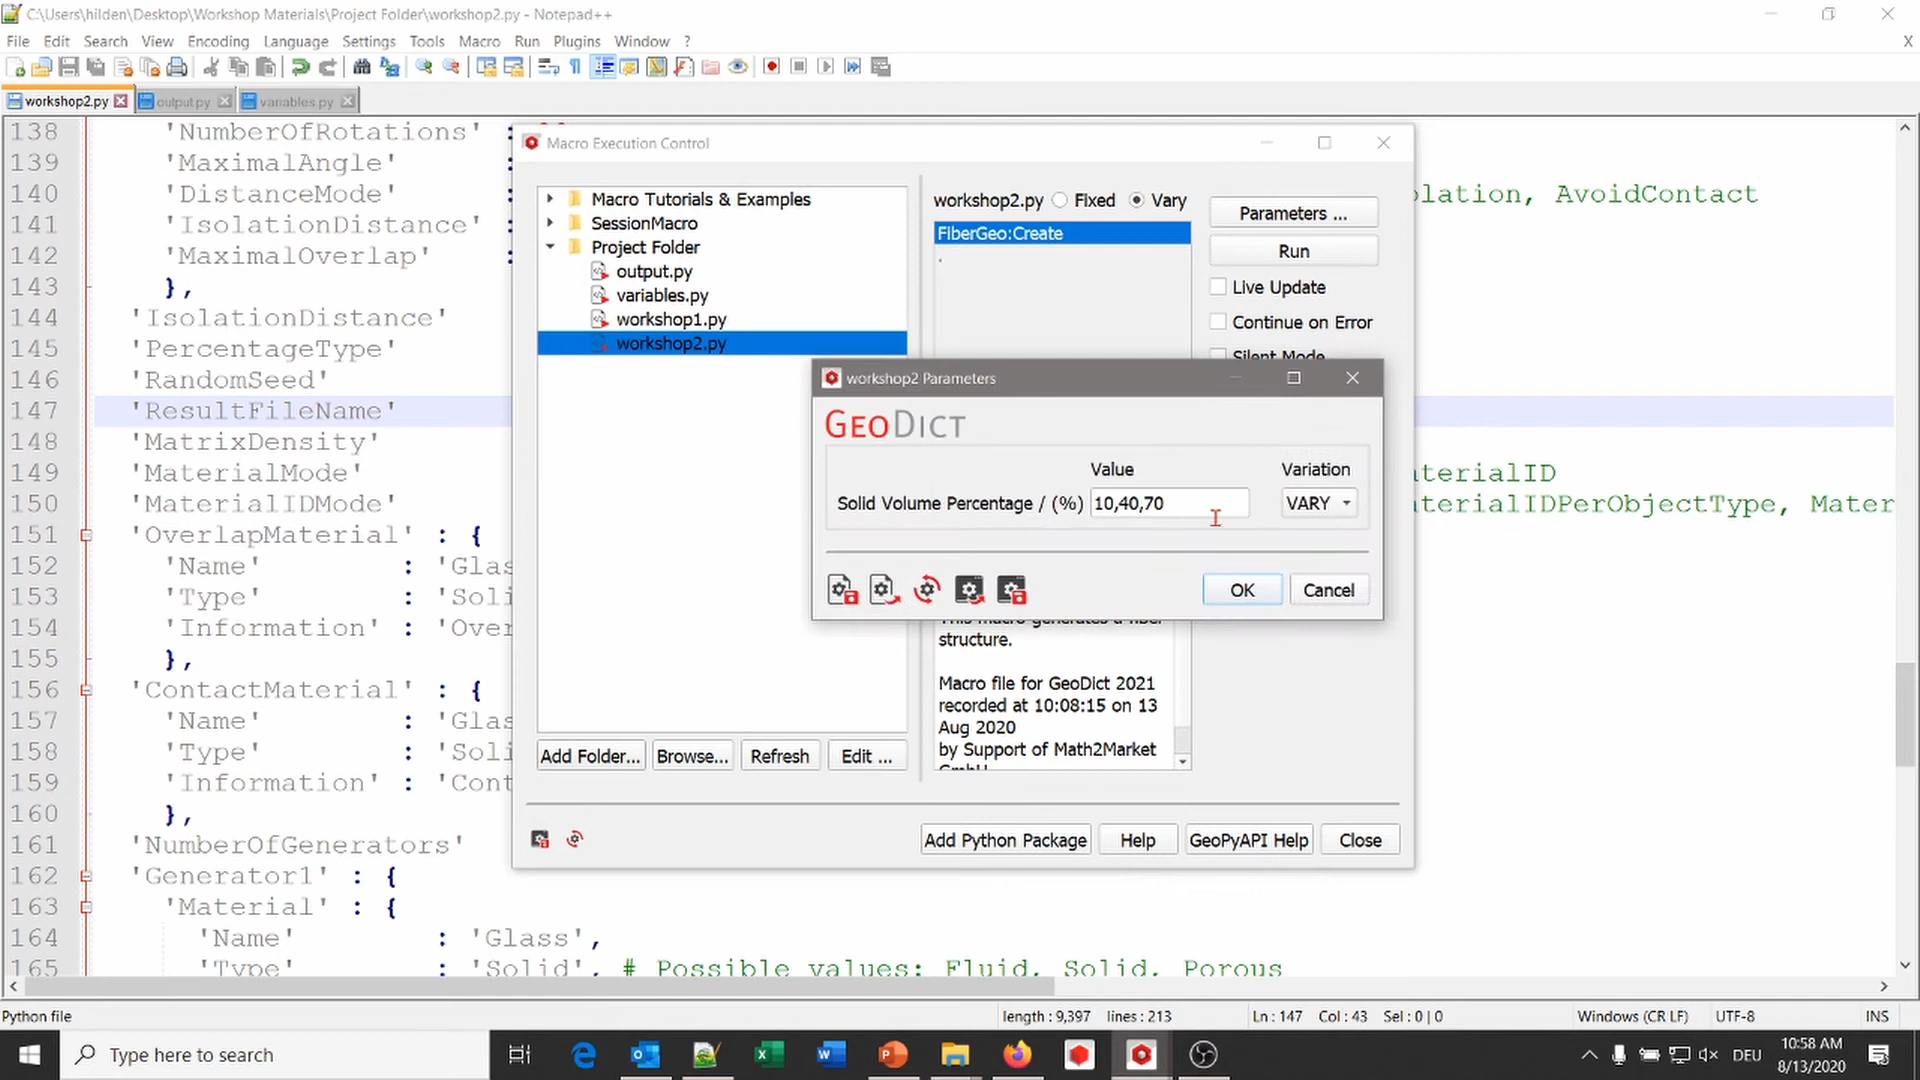 C:\Users\hilden\Desktop\Workshop Materials\Project Folder\workshop2.py - Notepad++
File Edit Search View Encoding Language Settings Tools Macro Run Plugins Window ? X
workshop2.py output.py variables.py
138 'NumberOfRotations' :
139 'MaximalAngle' :
140 'DistanceMode' olation, AvoidContact
141 'IsolationDistance' :
142 'MaximalOverlap' :
143 },
144 'IsolationDistance'
145 'PercentageType'
146 'RandomSeed'
147 'ResultFileName'
148 'MatrixDensity'
149 'MaterialMode' aterialID
150 'MaterialIDMode' aterialIDPerObjectType, Mater
151 'OverlapMaterial' : {
152 'Name' : 'Glas
153 'Type' : 'Soli
154 'Information' : 'Over
155 },
156 'ContactMaterial' : {
157 'Name' : 'Glas
158 'Type' : 'Soli
159 'Information' : 'Cont
160 },
161 'NumberOfGenerators'
162 'Generator1' : {
163 'Material' : {
164 'Name' : 'Glass',
165 'Type' : 'Solid', # Possible values: Fluid, Solid, Porous
Macro Execution Control
Macro Tutorials & Examples
SessionMacro
Project Folder
output.py
variables.py
workshop1.py
workshop2.py
Add Folder... Browse... Refresh Edit ...
workshop2.py Fixed Vary
FiberGeo:Create
.
Parameters ...
Run
Live Update
Continue on Error
Silent Mode
workshop2 Parameters
GEODICT
Value Variation
Solid Volume Percentage / (%) 10,40,70 VARY
OK Cancel
This macro generates a fiber
structure.
Macro file for GeoDict 2021
recorded at 10:08:15 on 13
Aug 2020
by Support of Math2Market
GmbH
Add Python Package Help GeoPyAPI Help Close
Python file length : 9,397 lines : 213 Ln : 147 Col : 43 Sel : 0 | 0 Windows (CR LF) UTF-8 INS
Type here to search
DEU
10:58 AM
8/13/2020